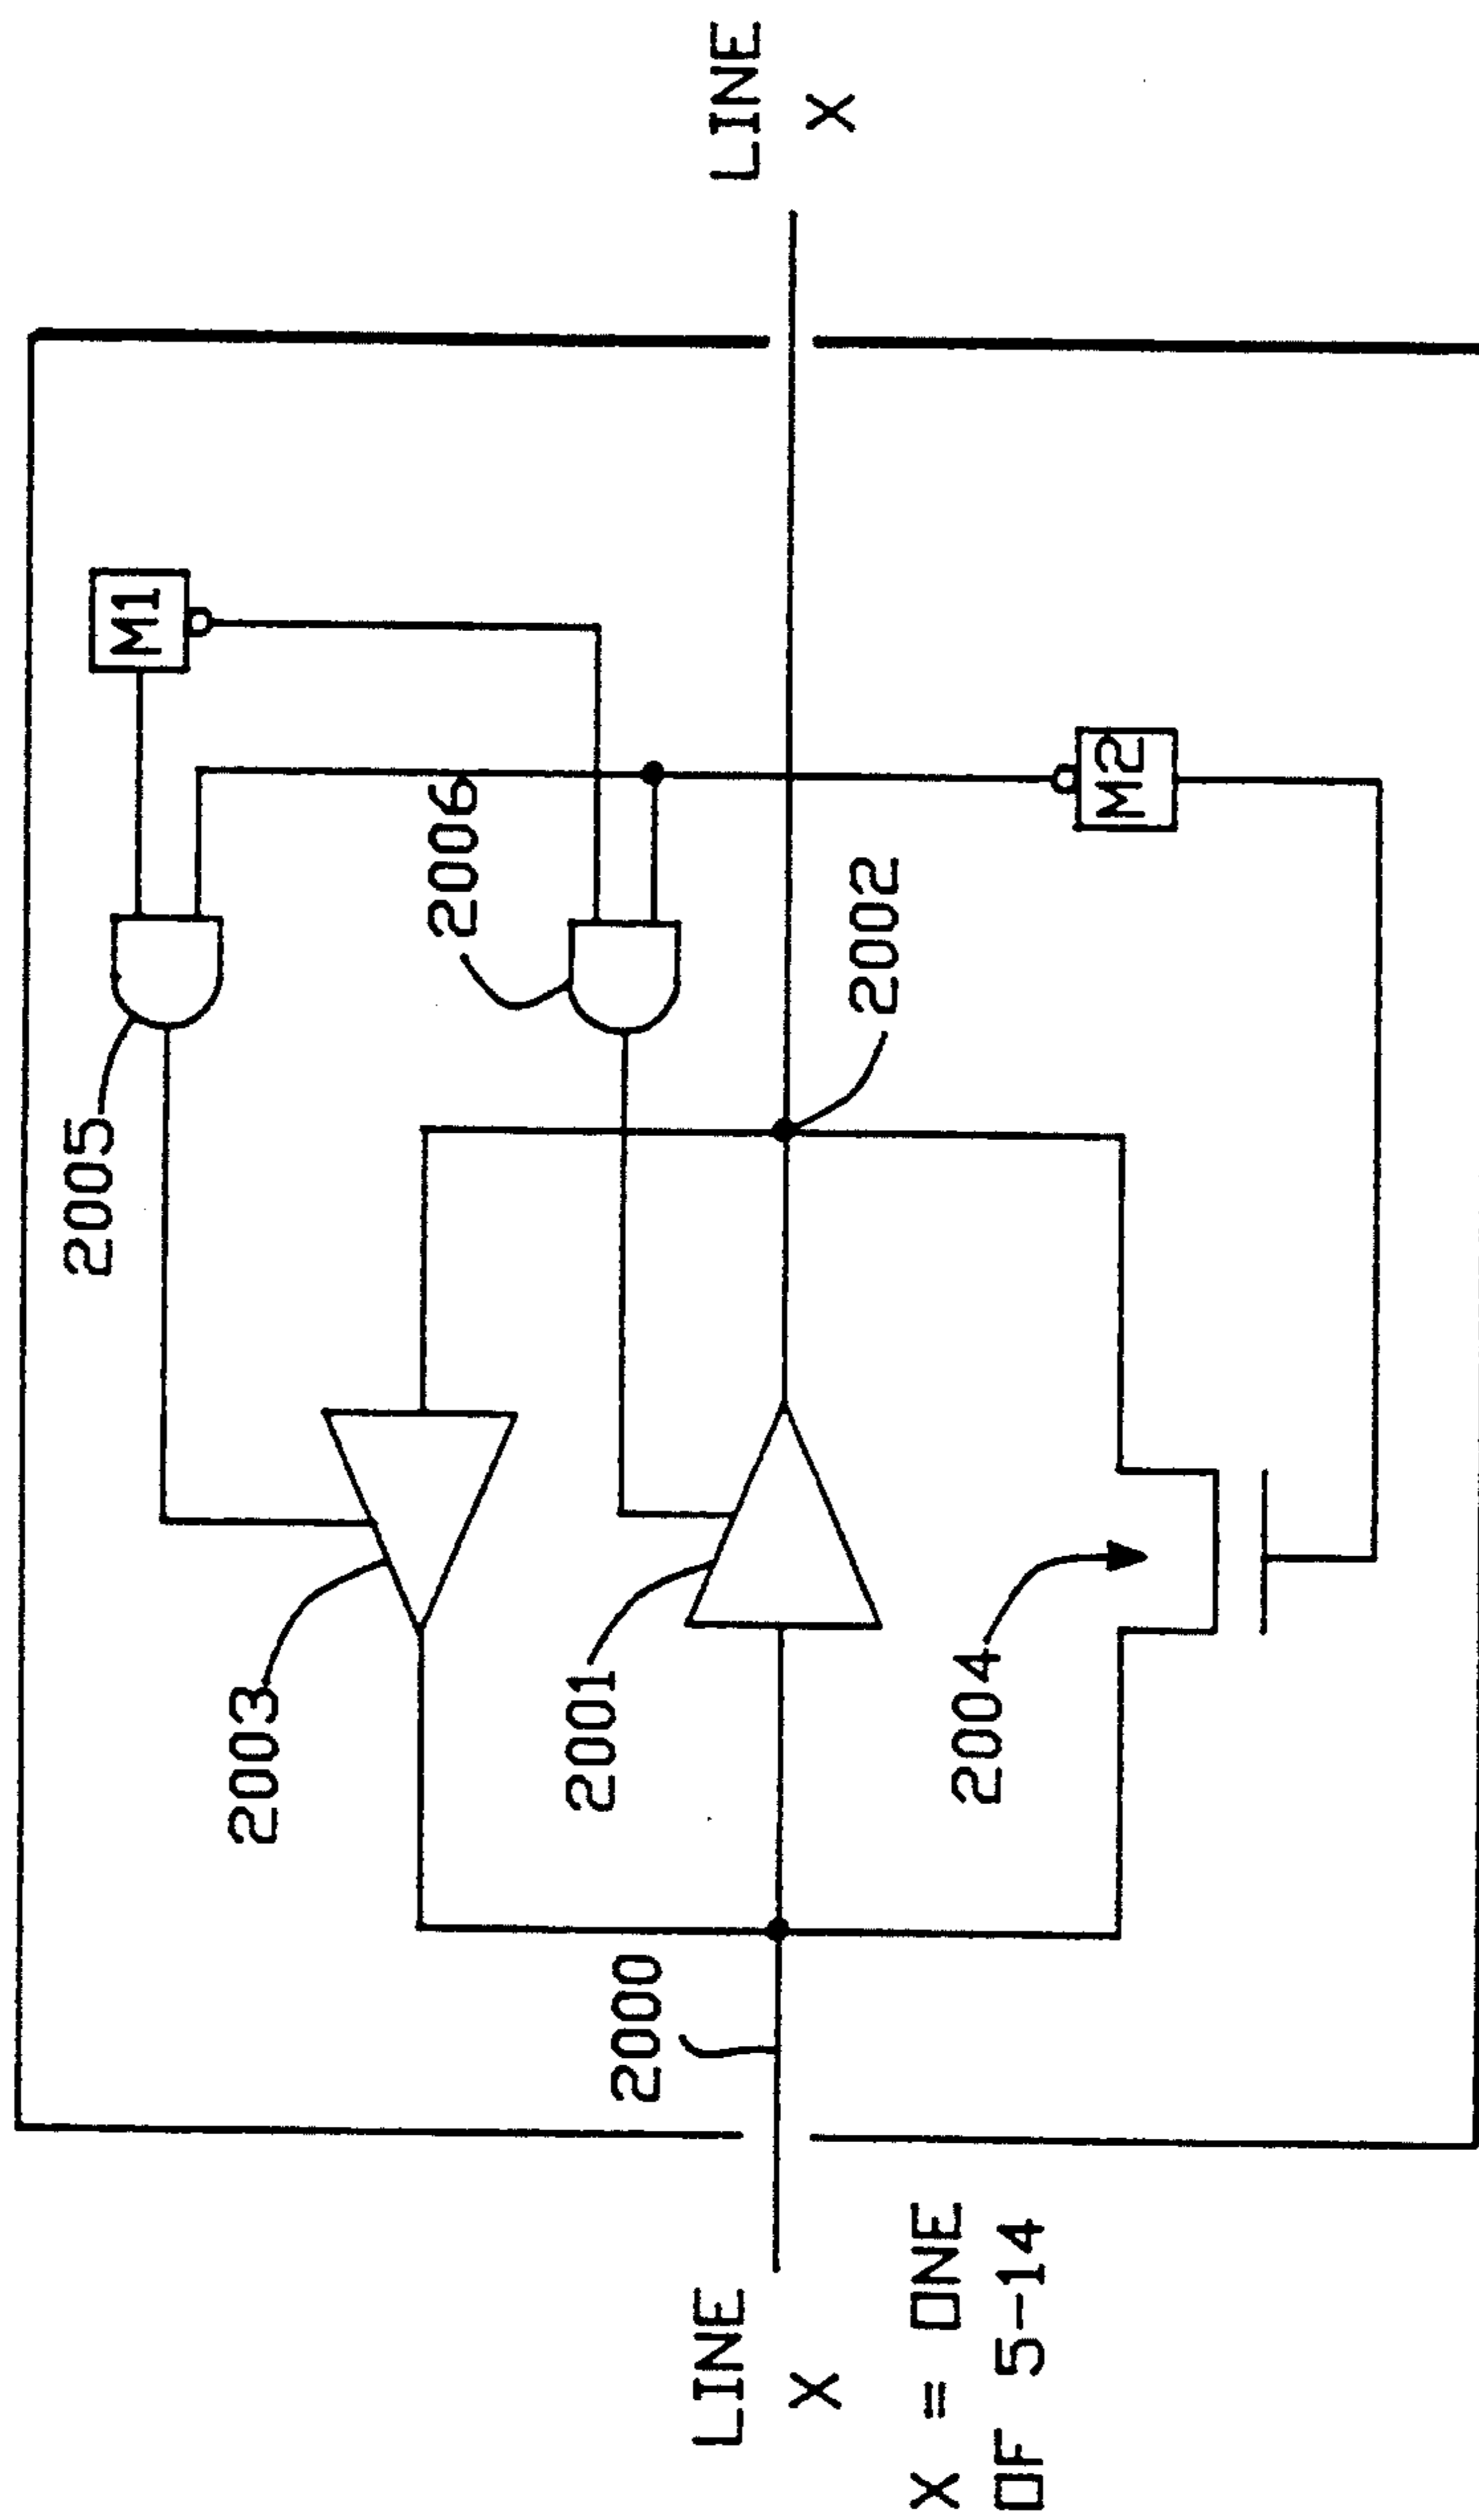 LINE
X
X = ONE
OF 5-14
2000
2003
2001
2004
2005
2006
2002
M1
M2
LINE
X